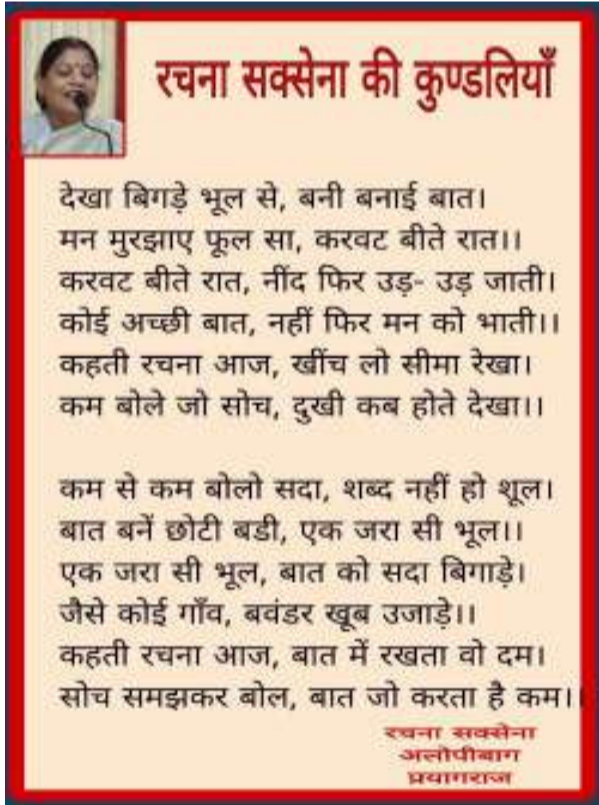 रचना सक्सेना की कुण्डलियाँ
देखा बिगड़े भूल से, बनी बनाई बात।
मन मुरझाए फूल सा, करवट बीते रात।।
करवट बीते रात, नींद फिर उड़- उड़ जाती।
कोई अच्छी बात, नहीं फिर मन को भाती।।
कहती रचना आज, खींच लो सीमा रेखा।
कम बोले जो सोच, दुखी कब होते देखा।।
कम से कम बोलो सदा, शब्द नहीं हो शूल।
बात बनें छोटी बडी, एक जरा सी भूल।।
एक जरा सी भूल, बात को सदा बिगाड़े।
जैसे कोई गाँव, बवंडर खूब उजाड़े।।
कहती रचना आज, बात में रखता वो दम।
सोच समझकर बोल, बात जो करता है कम।।
रचना सक्सेना
अलोपीबाग
प्रयागराज